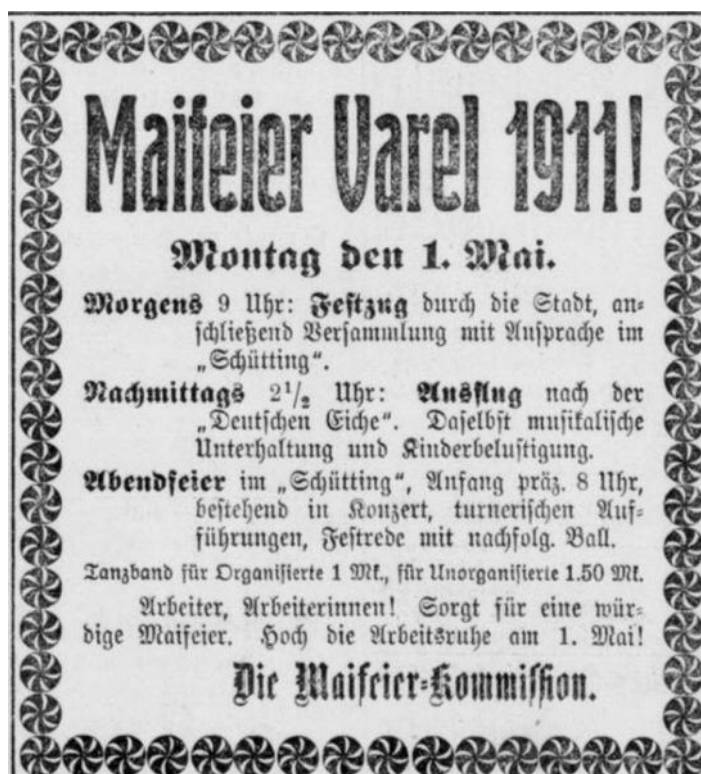 Maifeier Varel 1911!
Montag den 1. Mai.
Morgens 9 Uhr: Festzug durch die Stadt, an-
schließend Versammlung mit Ansprache im
„Schütting“.
Nachmittags 2½ Uhr: Ausflug nach der
„Deutschen Eiche“. Daselbst musikalische
Unterhaltung und Kinderbelustigung.
Abendfeier im „Schütting“, Anfang präz. 8 Uhr,
bestehend in Konzert, turnerischen Auf-
führungen, Festrede mit nachfolg. Ball.
Tanzband für Organisierte 1 Mk., für Unorganisierte 1.50 Mk.
Arbeiter, Arbeiterinnen! Sorgt für eine wür-
dige Maifeier. Hoch die Arbeitsruhe am 1. Mai!
Die Maifeier-Kommission.